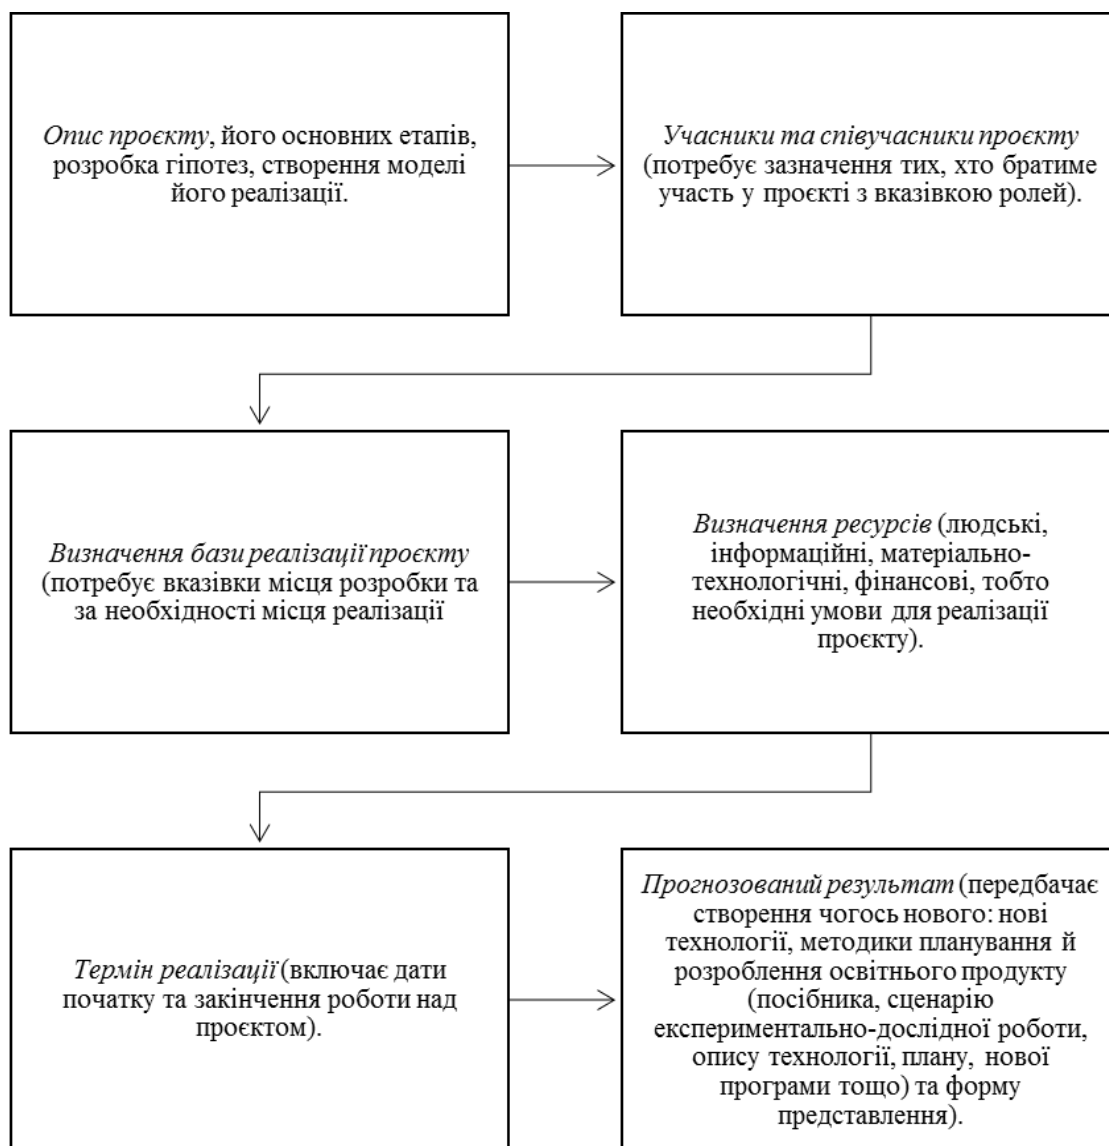 Опис проєкту, його основних етапів,
розробка гіпотез, створення моделі
його реалізації.
Учасники та співучасники проєкту
(потребує зазначення тих, хто братиме
участь у проєкті з вказівкою ролей).
Визначення бази реалізації проєкту
(потребує вказівки місця розробки та
за необхідності місця реалізації
Визначення ресурсів (людські,
інформаційні, матеріально-
технологічні, фінансові, тобто
необхідні умови для реалізації
проєкту).
Термін реалізації (включає дати
початку та закінчення роботи над
проєктом).
Прогнозований результат (передбачає
створення чогось нового: нові
технології, методики планування й
розроблення освітнього продукту
(посібника, сценарію
експериментально-дослідної роботи,
опису технології, плану, нової
програми тощо) та форму
представлення).